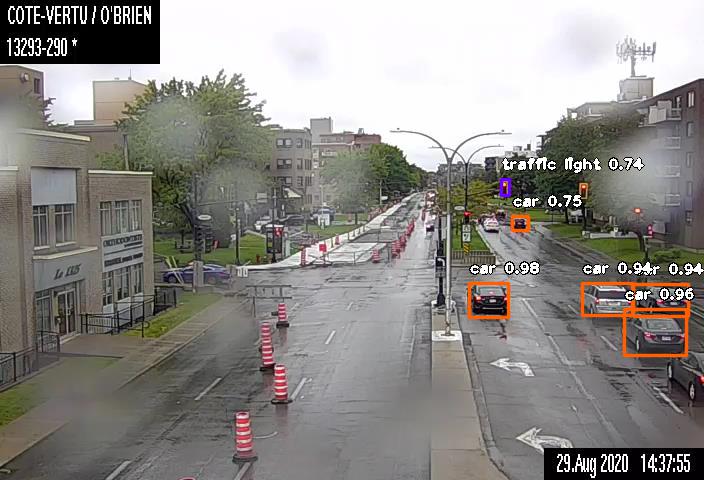 COTE-VERTU / O'BRIEN
13293-290 *
traffic light 0.74
car 0.75
car 0.98
car 0.94
car 0.94
car 0.96
29.Aug 2020 14:37:55